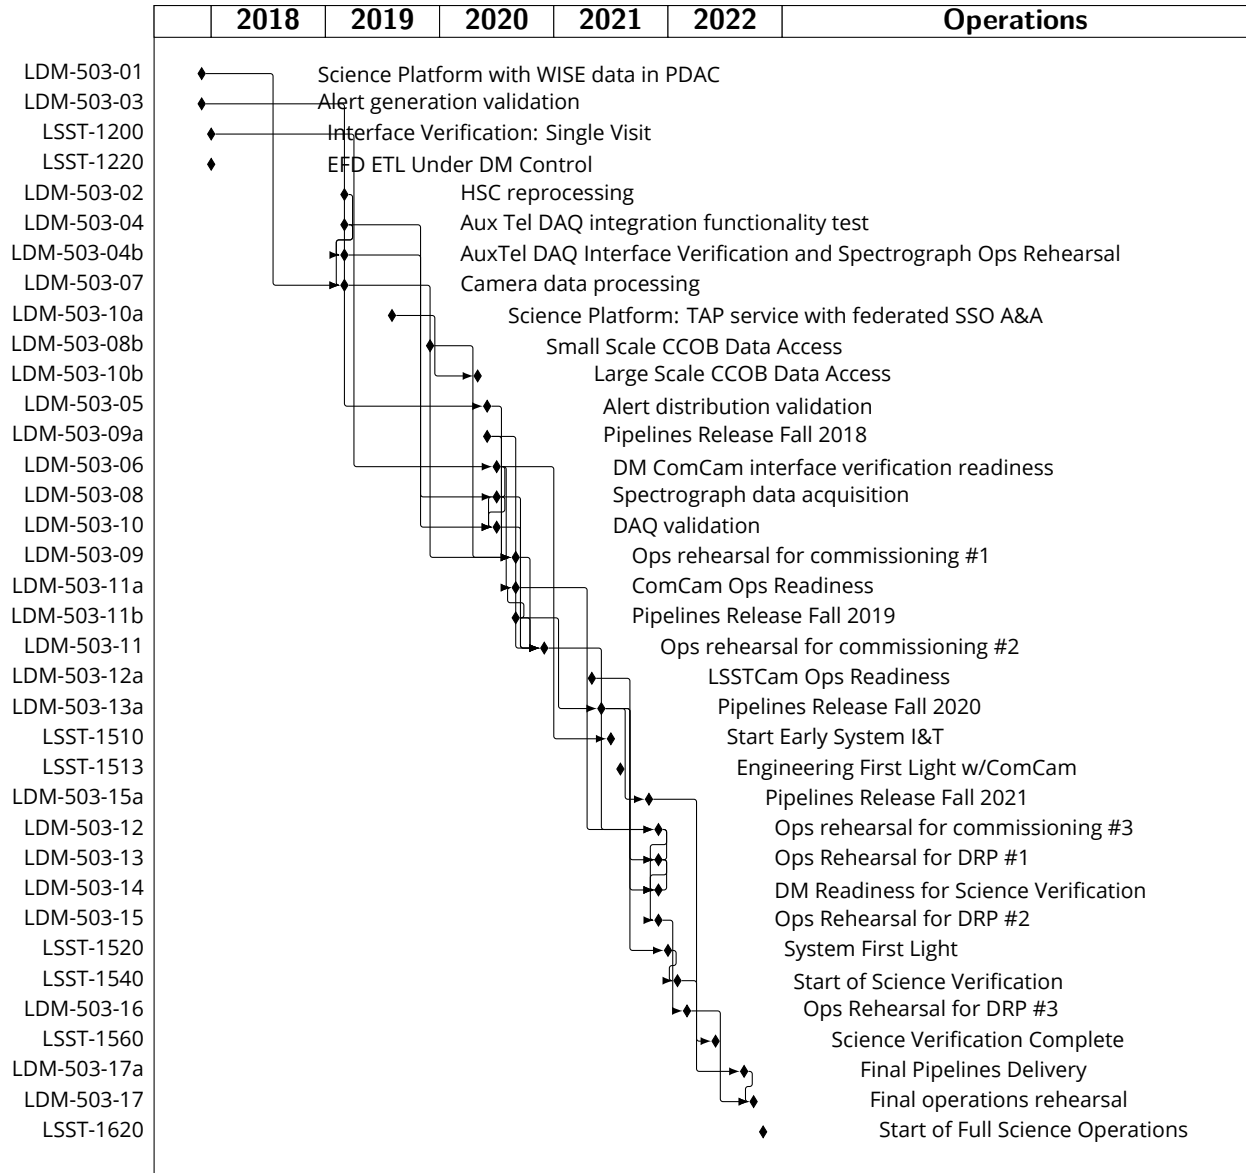 2018 2019 2020 2021 2022 Operations
LDM-503-01 Science Platform with WISE data in PDAC
LDM-503-03 Alert generation validation
LSST-1200 Interface Verification: Single Visit
LSST-1220 EFD ETL Under DM Control
LDM-503-02 HSC reprocessing
LDM-503-04 Aux Tel DAQ integration functionality test
LDM-503-04b AuxTel DAQ Interface Verification and Spectrograph Ops Rehearsal
LDM-503-07 Camera data processing
LDM-503-10a Science Platform: TAP service with federated SSO A&A
LDM-503-08b Small Scale CCOB Data Access
LDM-503-10b Large Scale CCOB Data Access
LDM-503-05 Alert distribution validation
LDM-503-09a Pipelines Release Fall 2018
LDM-503-06 DM ComCam interface verification readiness
LDM-503-08 Spectrograph data acquisition
LDM-503-10 DAQ validation
LDM-503-09 Ops rehearsal for commissioning #1
LDM-503-11a ComCam Ops Readiness
LDM-503-11b Pipelines Release Fall 2019
LDM-503-11 Ops rehearsal for commissioning #2
LDM-503-12a LSSTCam Ops Readiness
LDM-503-13a Pipelines Release Fall 2020
LSST-1510 Start Early System I&T
LSST-1513 Engineering First Light w/ComCam
LDM-503-15a Pipelines Release Fall 2021
LDM-503-12 Ops rehearsal for commissioning #3
LDM-503-13 Ops Rehearsal for DRP #1
LDM-503-14 DM Readiness for Science Verification
LDM-503-15 Ops Rehearsal for DRP #2
LSST-1520 System First Light
LSST-1540 Start of Science Verification
LDM-503-16 Ops Rehearsal for DRP #3
LSST-1560 Science Verification Complete
LDM-503-17a Final Pipelines Delivery
LDM-503-17 Final operations rehearsal
LSST-1620 Start of Full Science Operations